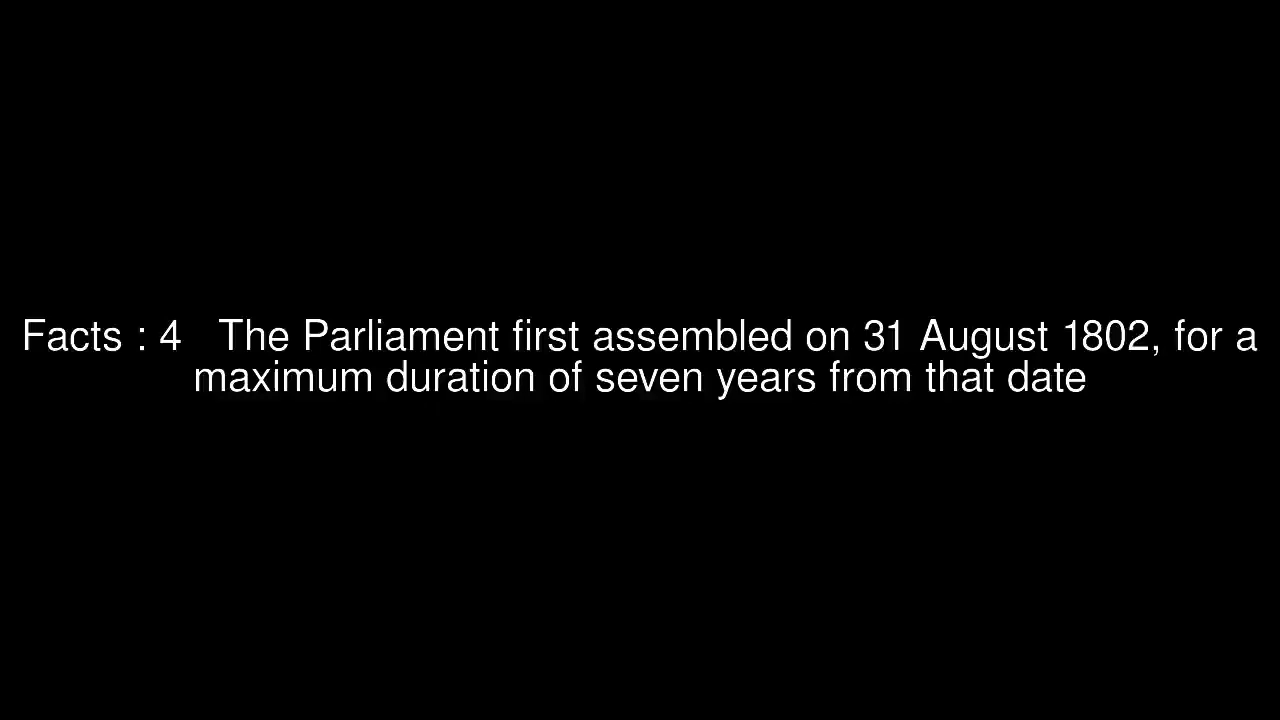 Facts : 4   The Parliament first assembled on 31 August 1802, for a
maximum duration of seven years from that date